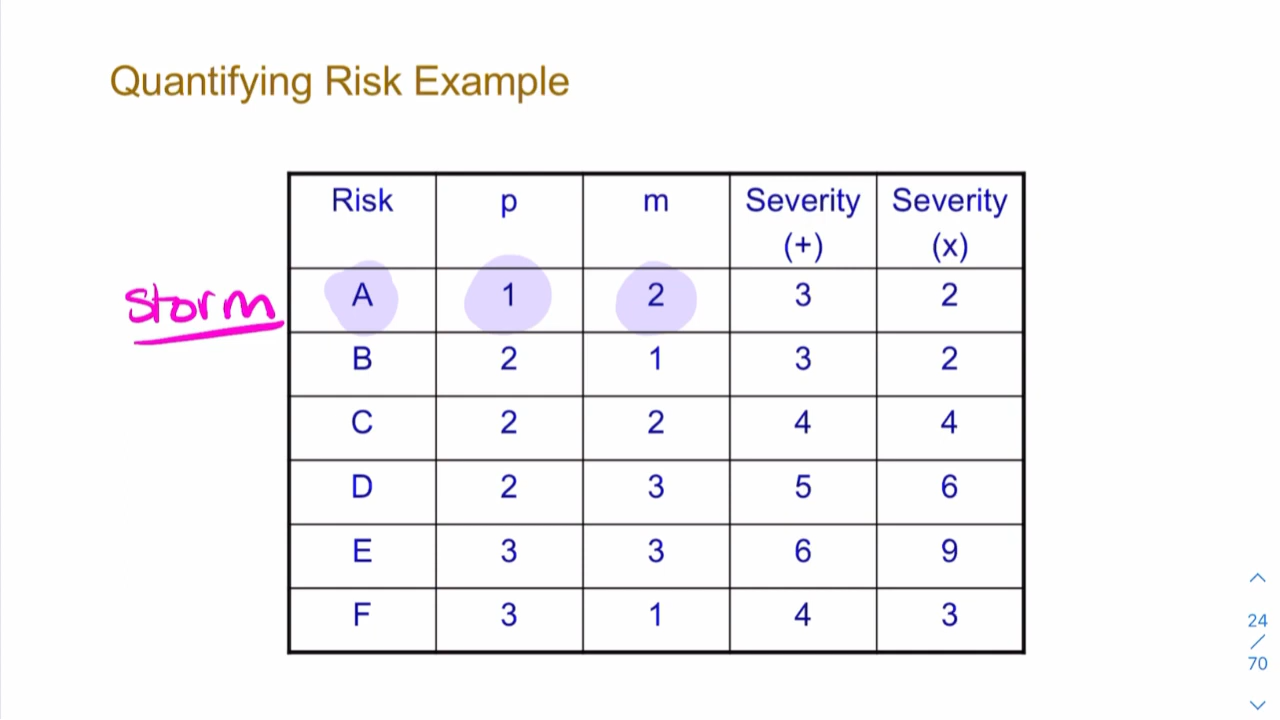 Quantifying Risk Example
Risk p m Severity (+) Severity (x)
storm A 1 2 3 2
B 2 1 3 2
C 2 2 4 4
D 2 3 5 6
E 3 3 6 9
F 3 1 4 3
24
/
70